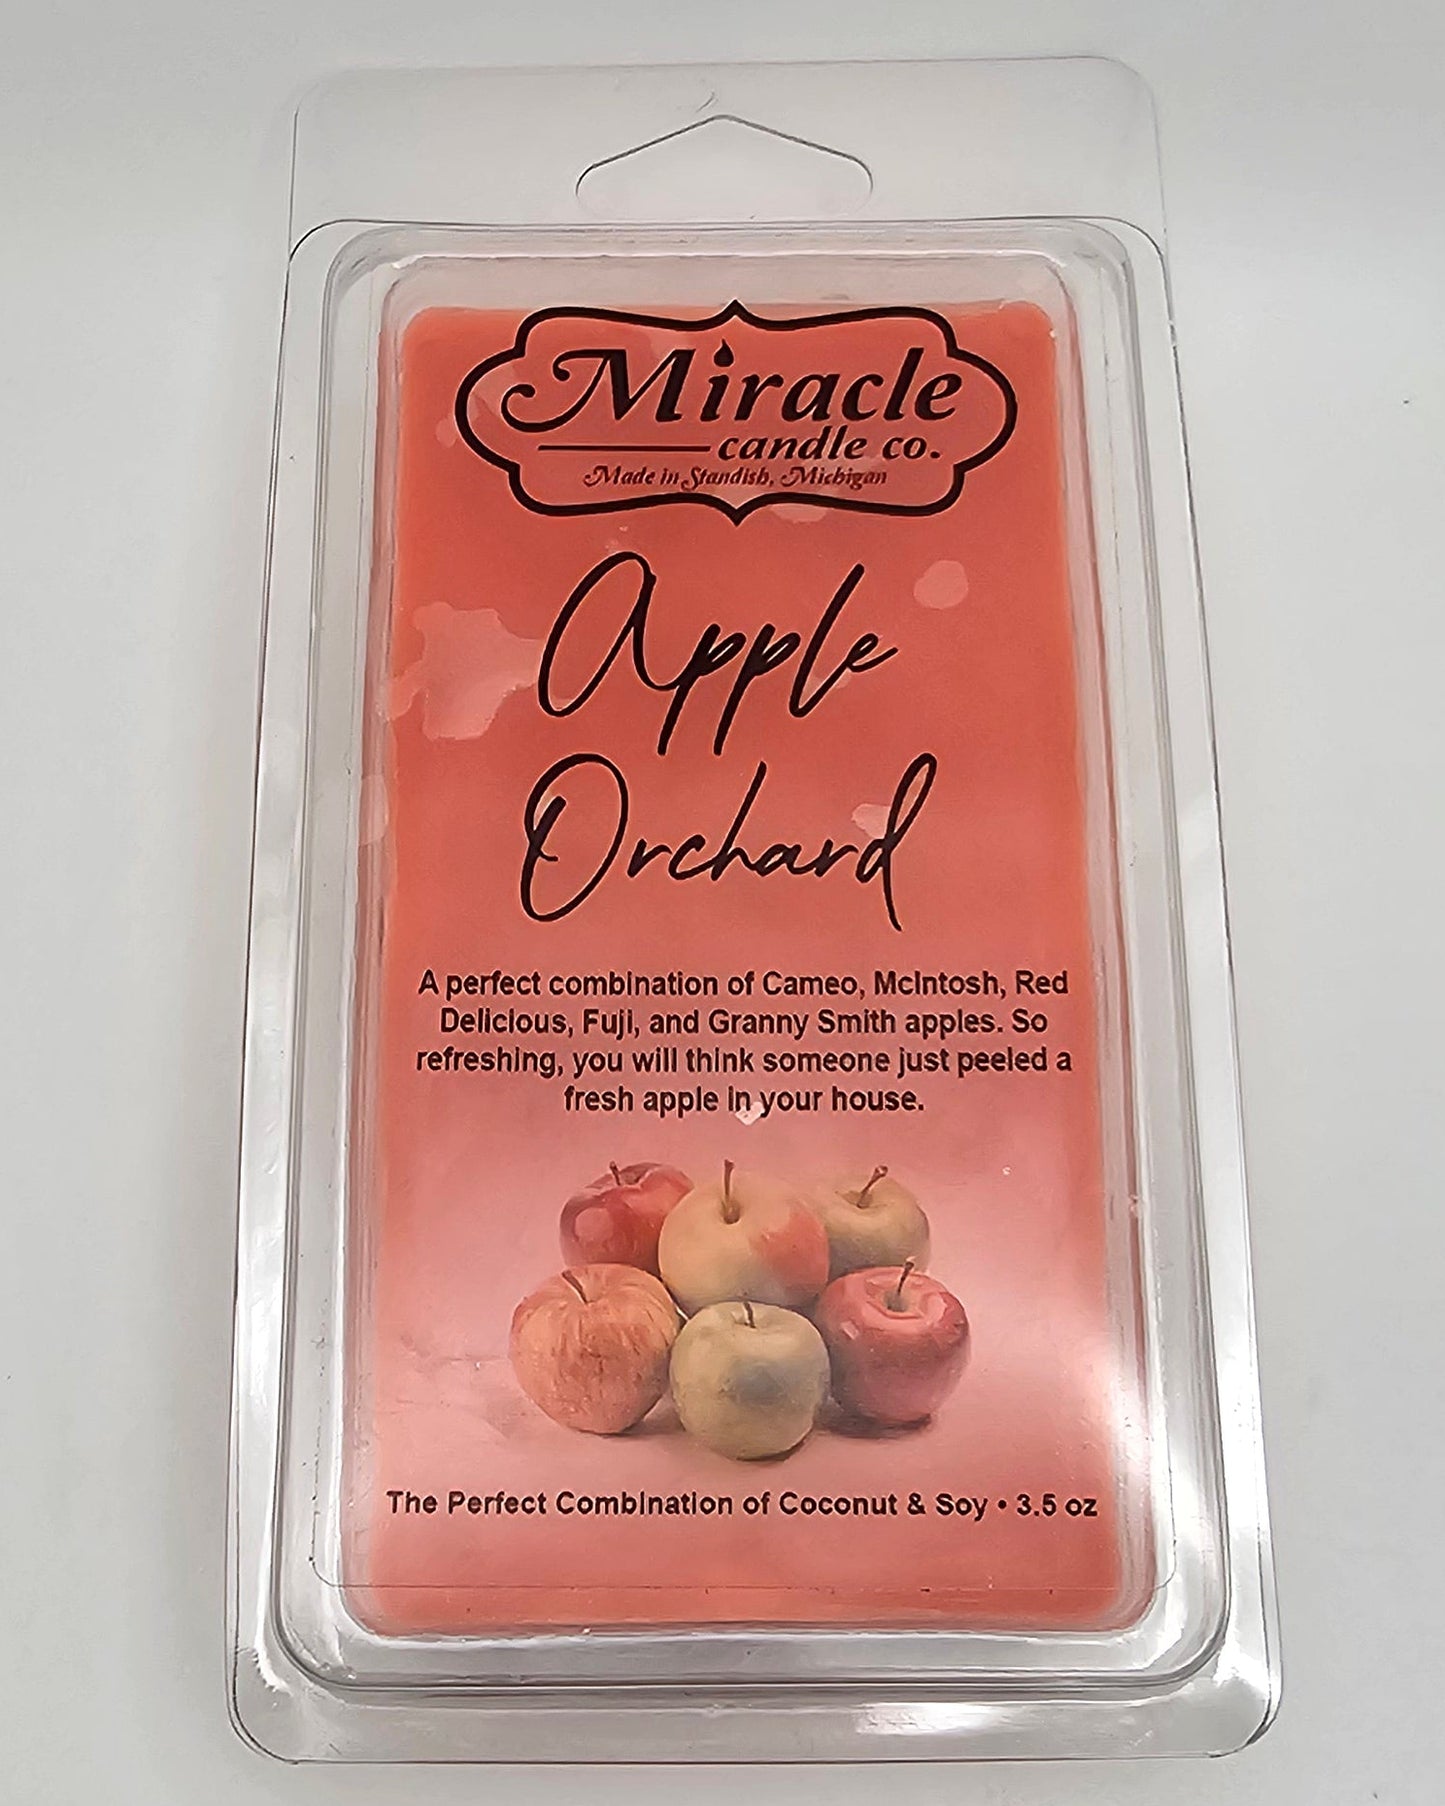 Miracle
candle co.
Made in Standish, Michigan
Apple
Orchard
A perfect combination of Cameo, McIntosh, Red
Delicious, Fuji, and Granny Smith apples. So
refreshing, you will think someone just peeled a
fresh apple in your house.
The Perfect Combination of Coconut & Soy • 3.5 oz